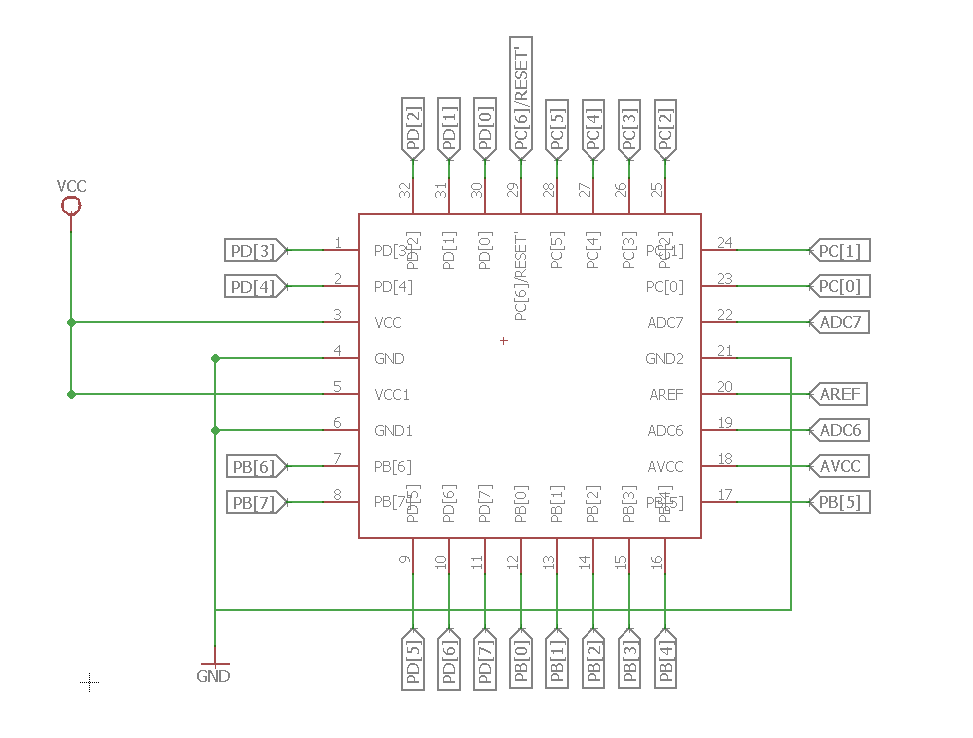 PD[2]
PD[1]
PD[0]
PC[6]/RESET'
PC[5]
PC[4]
PC[3]
PC[2]
32
31
30
29
28
27
26
25
VCC
PD[2]
PD[1]
PD[0]
PC[6]/RESET'
PC[5]
PC[4]
PC[3]
PC[2]
PD[3] 1 PD[3] PC[1] 24 PC[1]
PD[4] 2 PD[4] PC[0] 23 PC[0]
3 VCC ADC7 22 ADC7
4 GND GND2 21
5 VCC1 AREF 20 AREF
6 GND1 ADC6 19 ADC6
PB[6] 7 PB[6] AVCC 18 AVCC
PB[7] 8 PB[7] PB[5] 17 PB[5]
PD[5]
PD[6]
PD[7]
PB[0]
PB[1]
PB[2]
PB[3]
PB[4]
9
10
11
12
13
14
15
16
PD[5]
PD[6]
PD[7]
PB[0]
PB[1]
PB[2]
PB[3]
PB[4]
GND